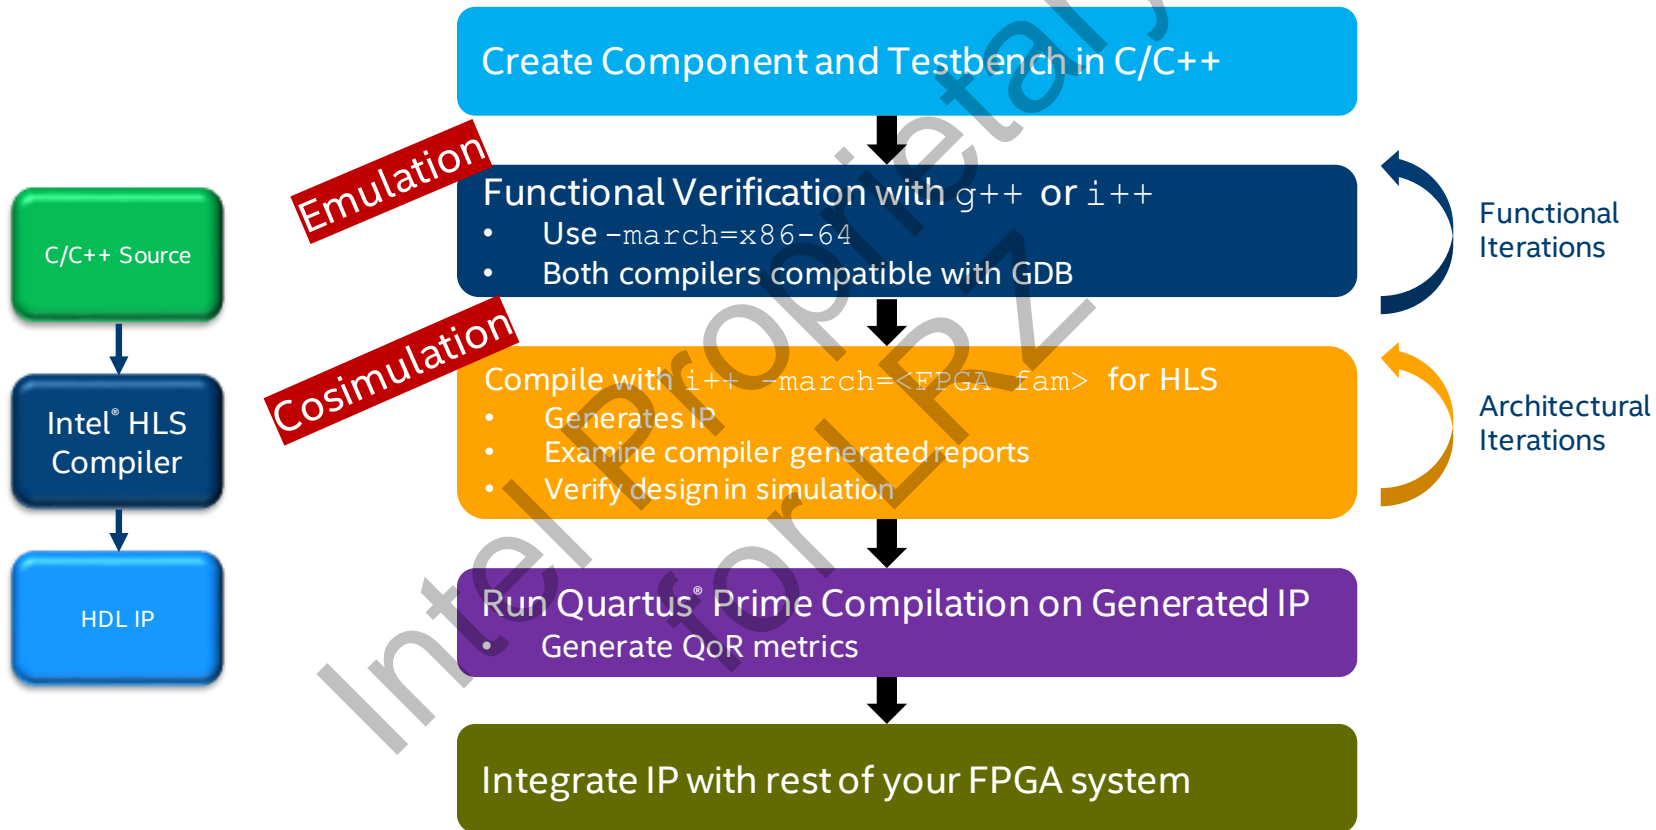 Create Component and Testbench in C/C++
Emulation
Functional Verification with g++ or i++
• Use -march=x86-64
• Both compilers compatible with GDB
Functional
Iterations
C/C++ Source
Cosimulation
Compile with i++ -march=<FPGA fam> for HLS
• Generates IP
• Examine compiler generated reports
• Verify design in simulation
Architectural
Iterations
Intel® HLS
Compiler
HDL IP
Run Quartus® Prime Compilation on Generated IP
• Generate QoR metrics
Integrate IP with rest of your FPGA system
Intel Proprietary
for LRZ